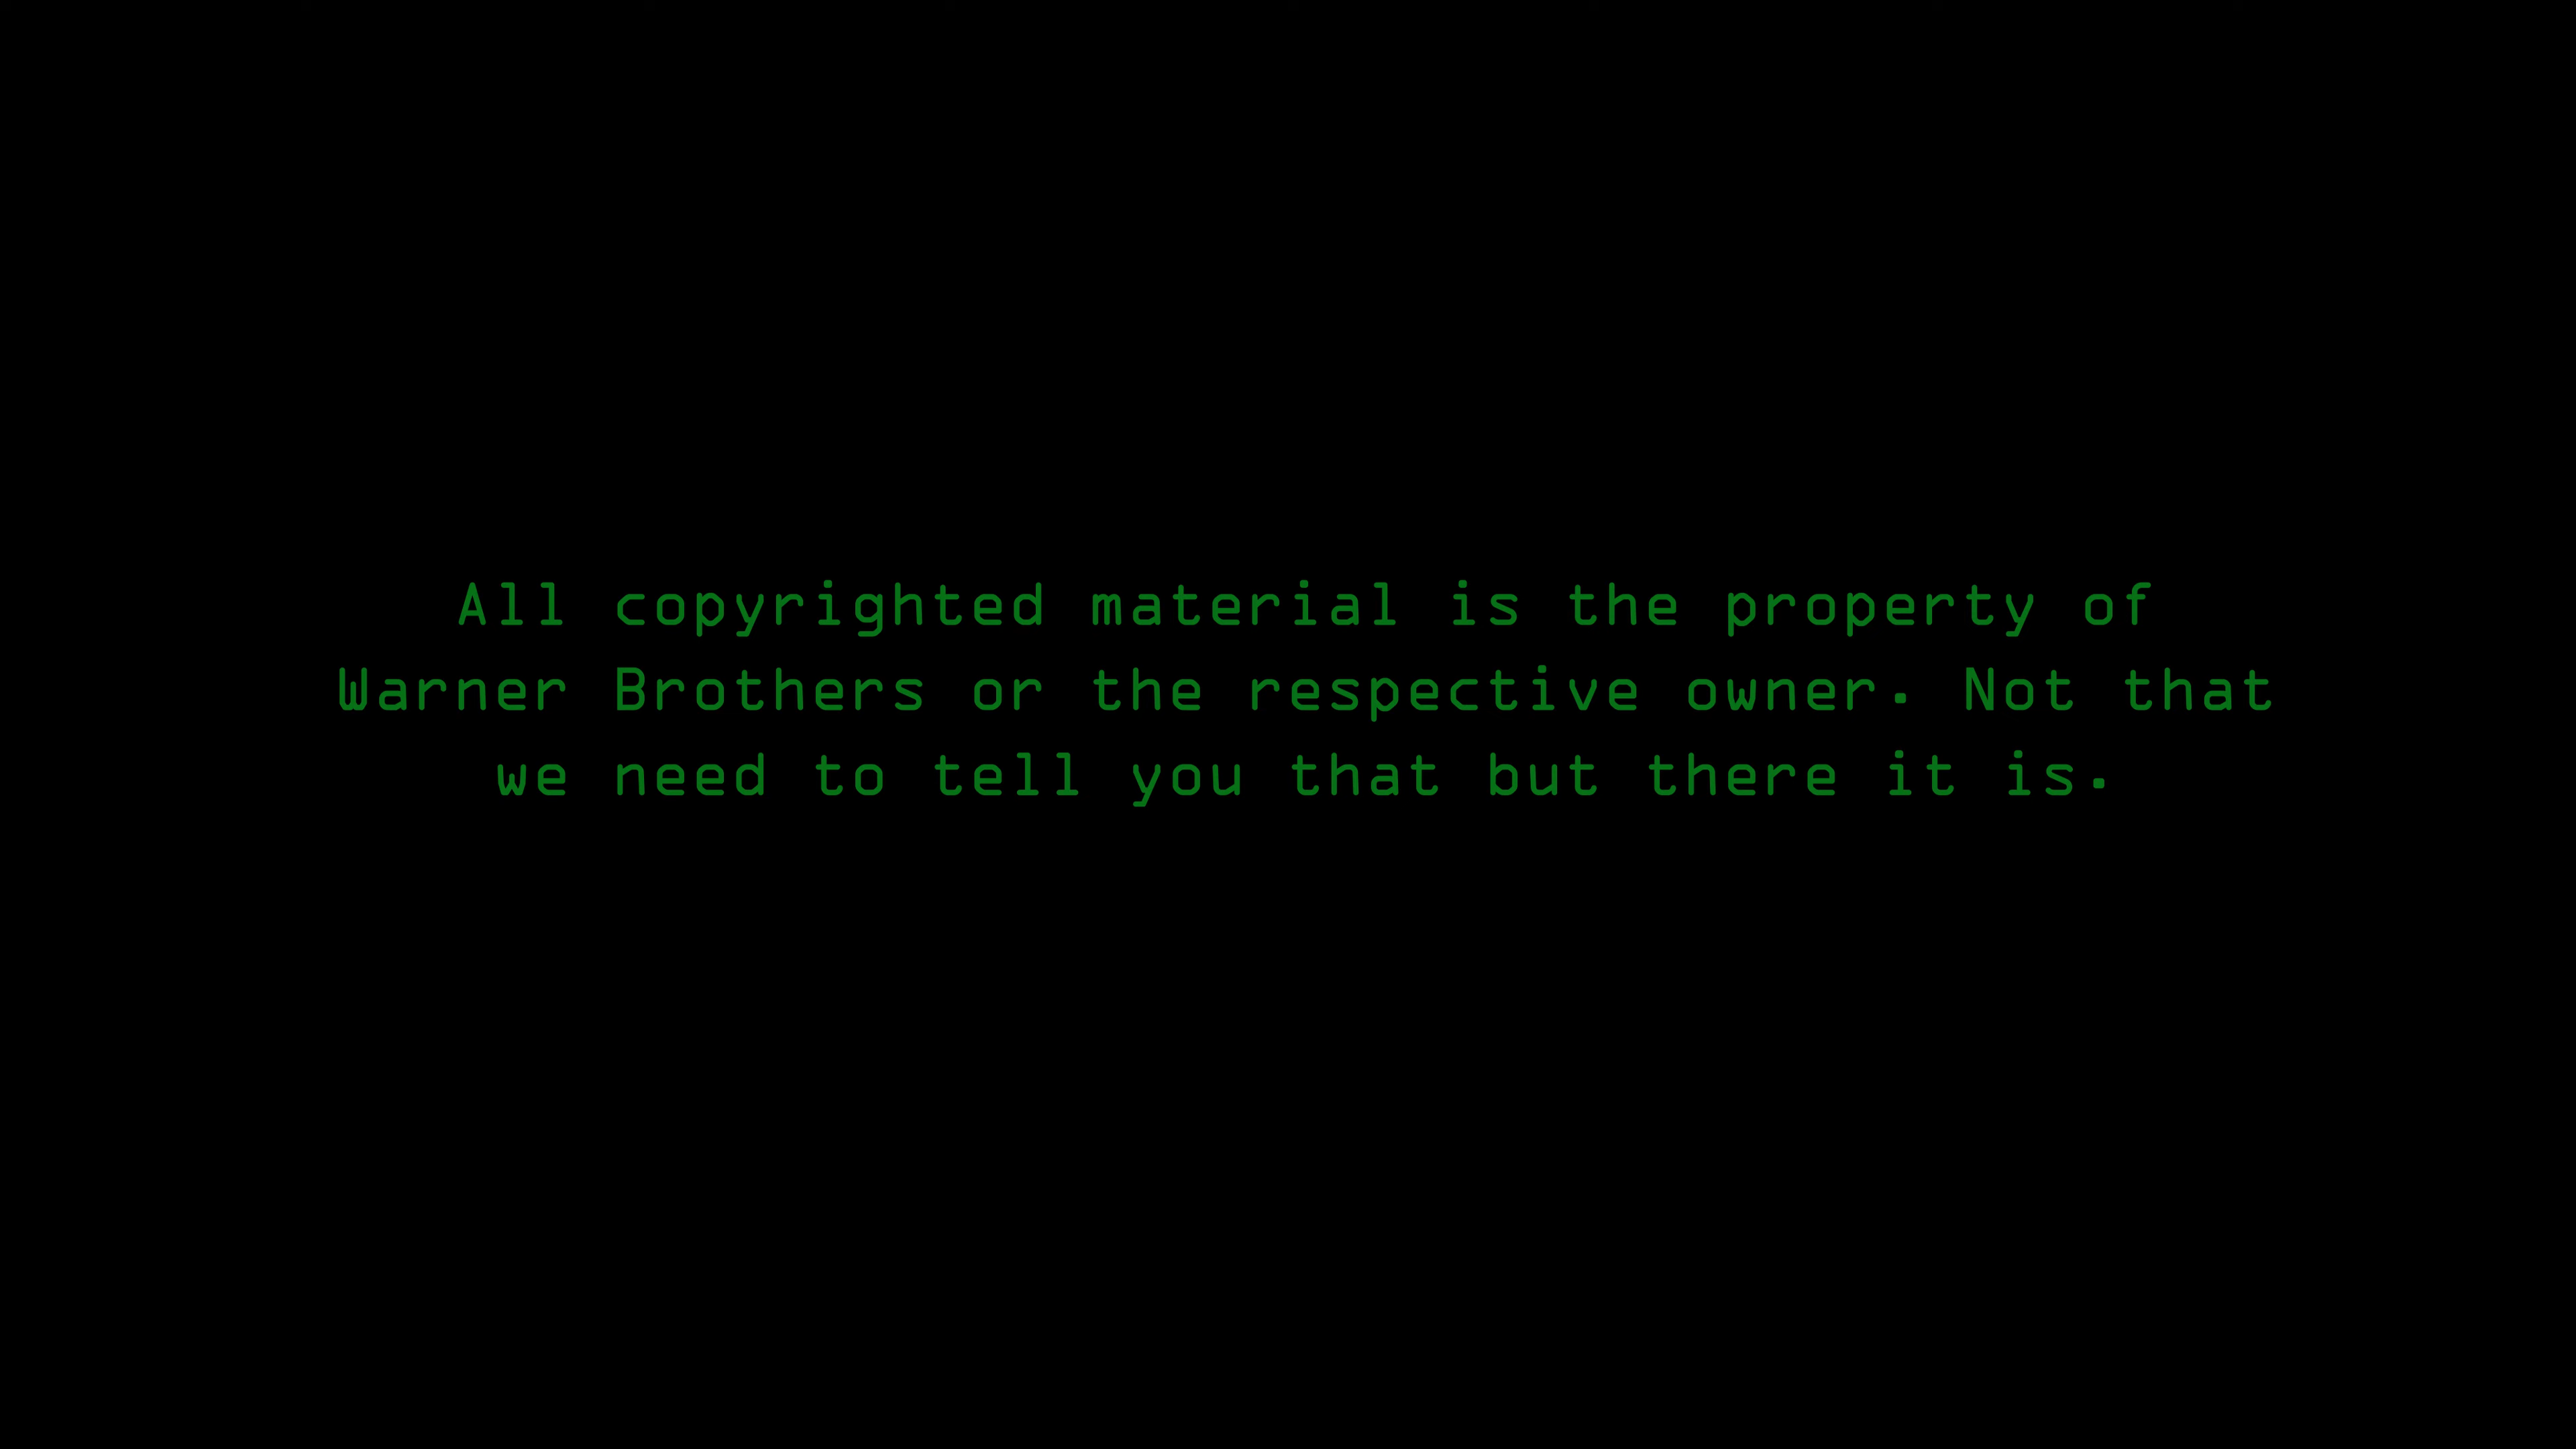 All copyrighted material is the property of
Warner Brothers or the respective owner. Not that
we need to tell you that but there it is.